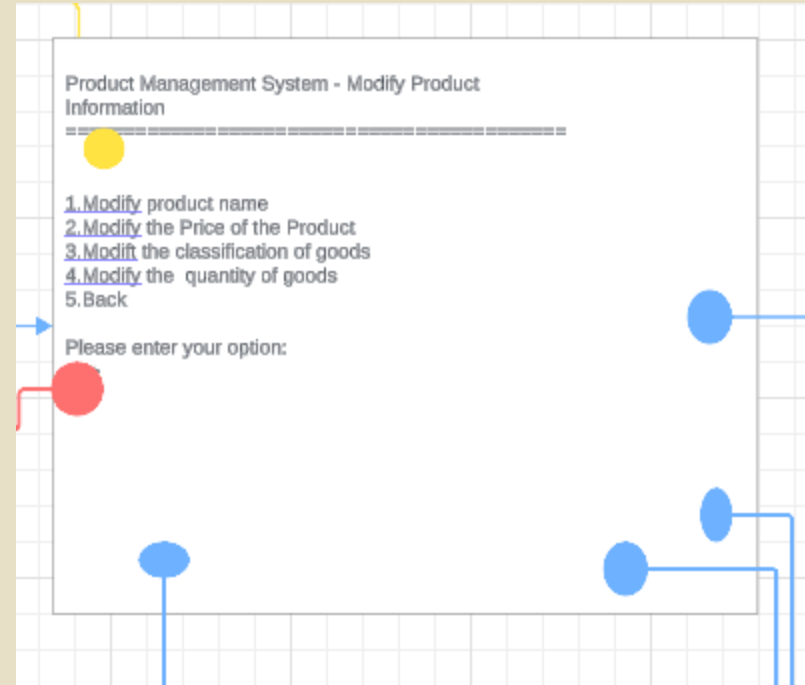 Product Management System - Modify Product
Information
===========================================
1.Modify product name
2.Modify the Price of the Product
3.Modift the classification of goods
4.Modify the  quantity of goods
5.Back
Please enter your option: